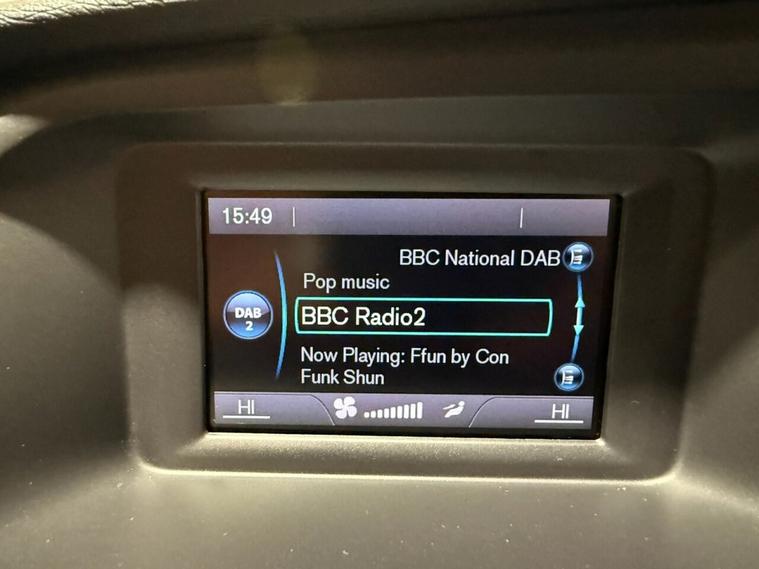 15:49
BBC National DAB
Pop music
DAB
2
BBC Radio2
Now Playing: Ffun by Con
Funk Shun
HI
HI